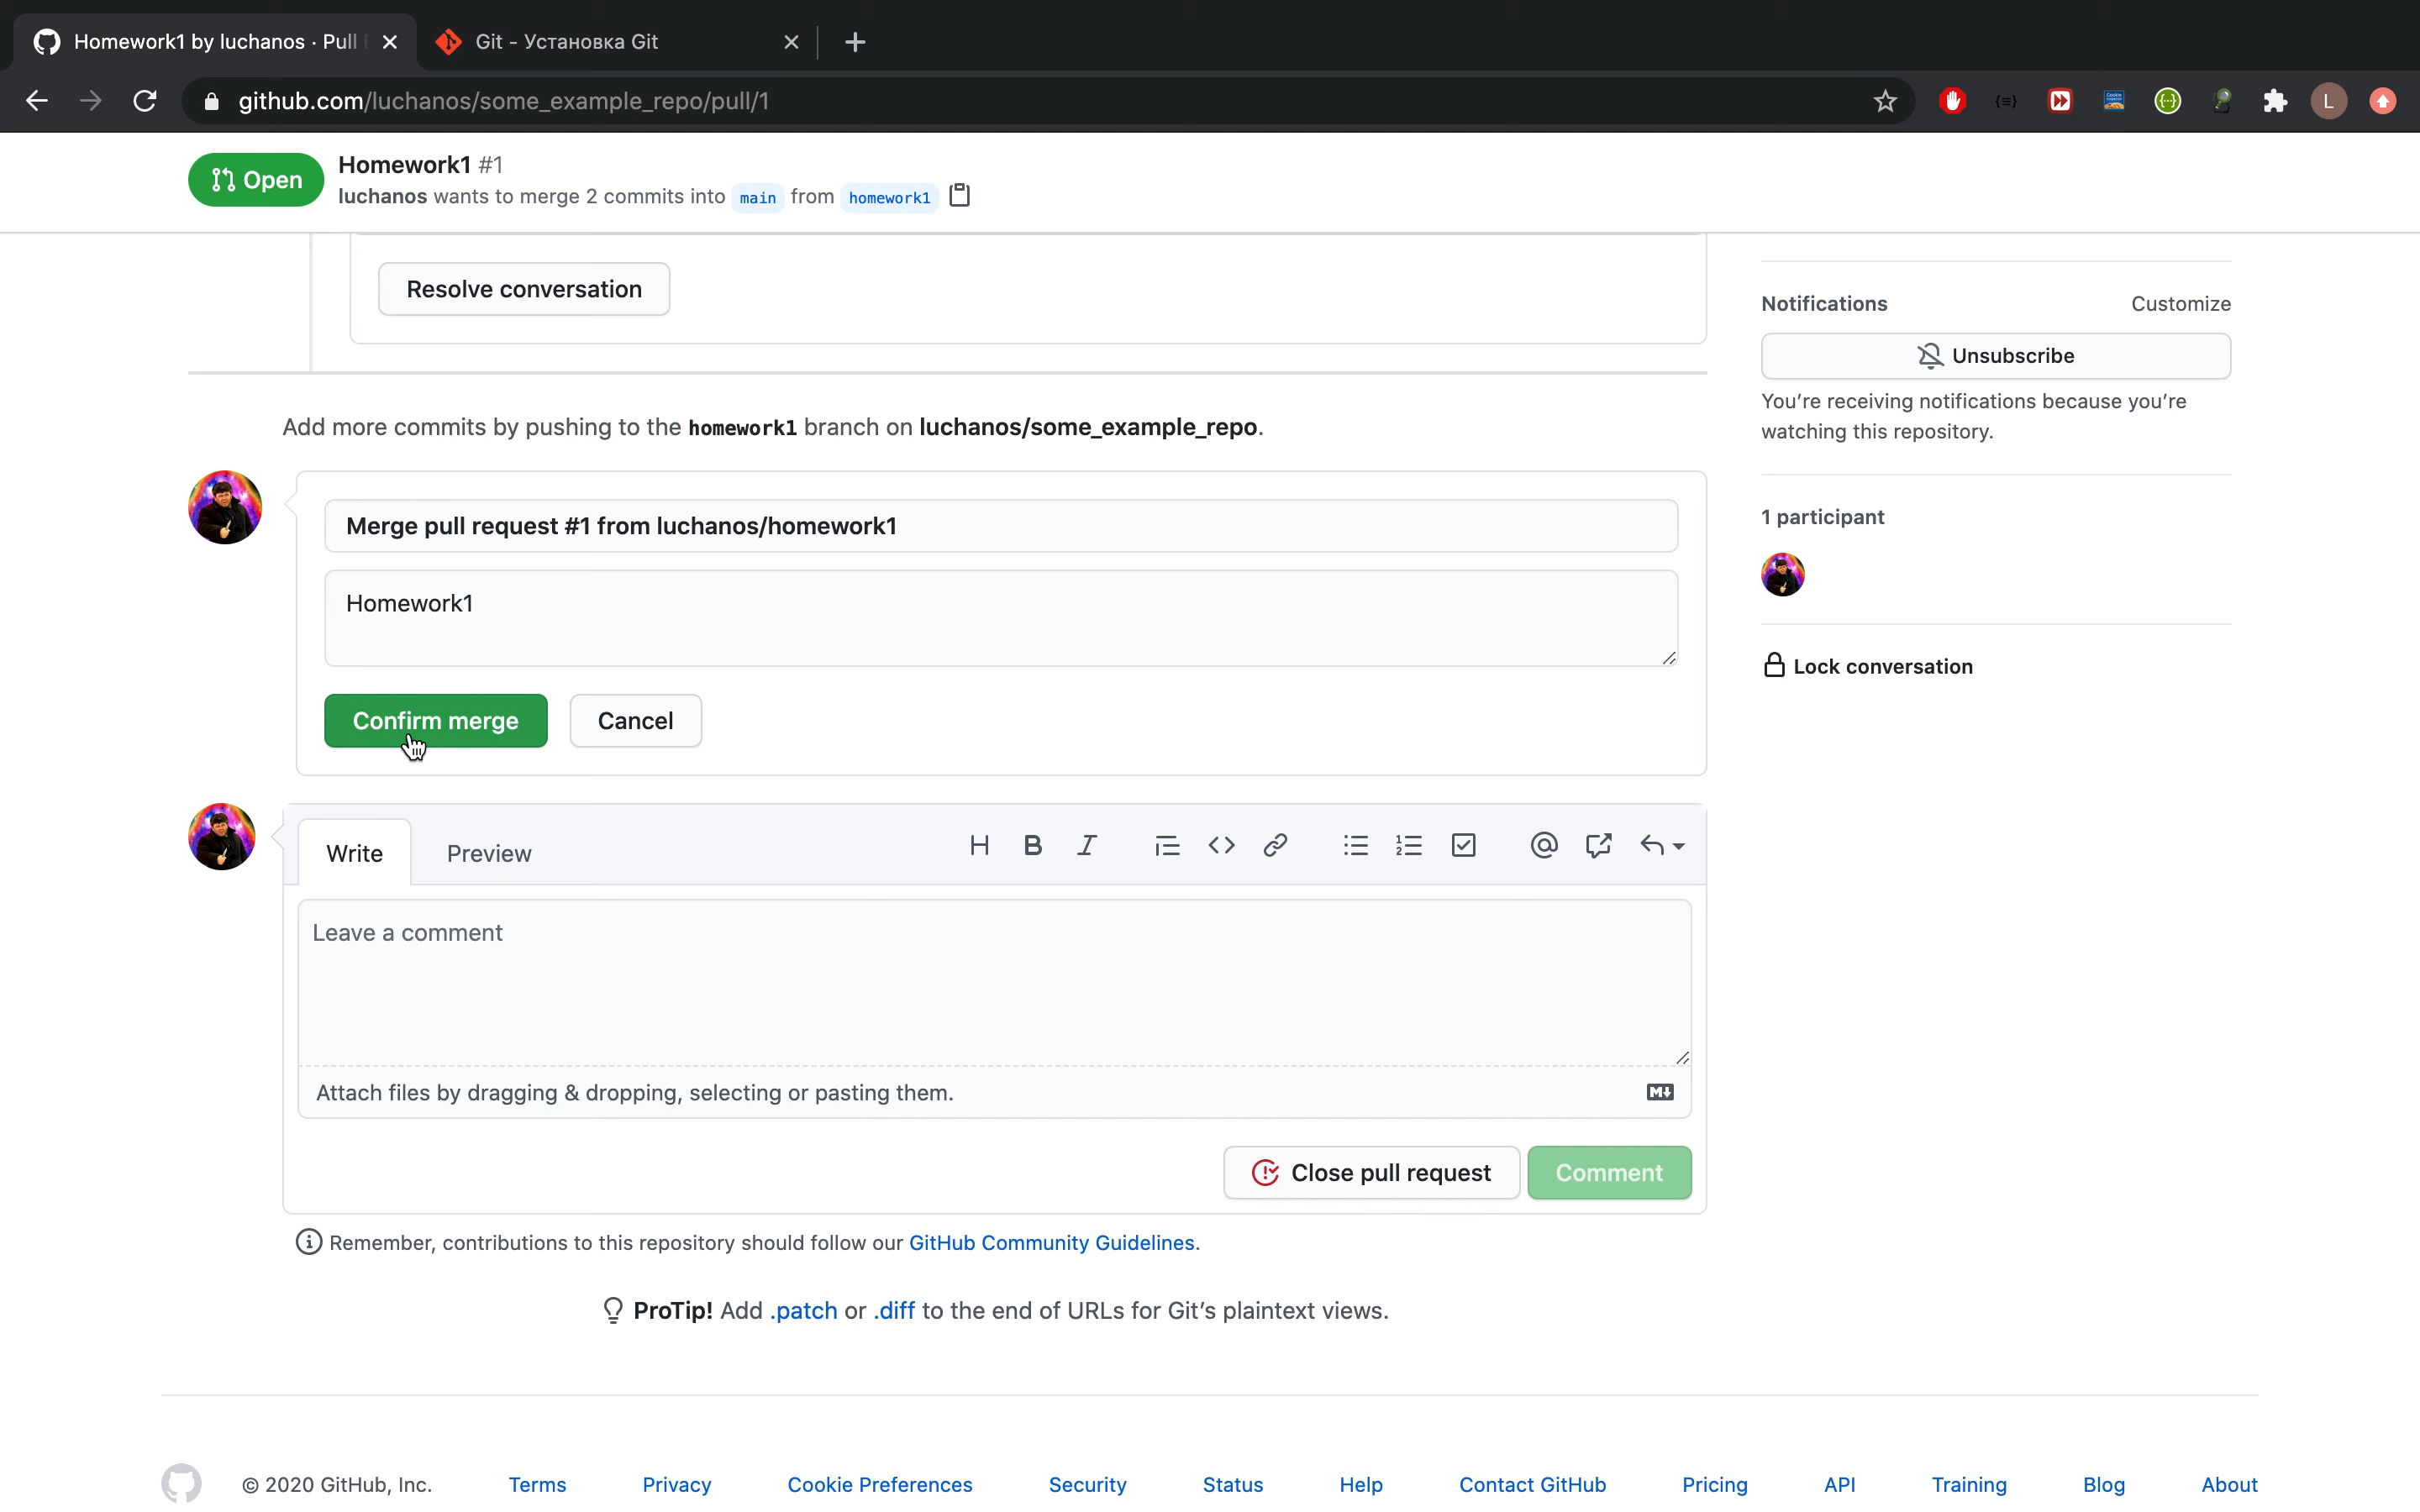 Homework1 by luchanos · Pull
Git - Установка Git
github.com/luchanos/some_example_repo/pull/1
L
Open
Homework1 #1
luchanos wants to merge 2 commits into main from homework1
Resolve conversation
Notifications
Customize
Unsubscribe
You're receiving notifications because you're
watching this repository.
Add more commits by pushing to the homework1 branch on luchanos/some_example_repo.
1 participant
Merge pull request #1 from luchanos/homework1
Homework1
Lock conversation
Confirm merge
Cancel
Write
Preview
Leave a comment
Attach files by dragging & dropping, selecting or pasting them.
Close pull request
Comment
Remember, contributions to this repository should follow our GitHub Community Guidelines.
ProTip! Add .patch or .diff to the end of URLs for Git's plaintext views.
© 2020 GitHub, Inc.
Terms
Privacy
Cookie Preferences
Security
Status
Help
Contact GitHub
Pricing
API
Training
Blog
About